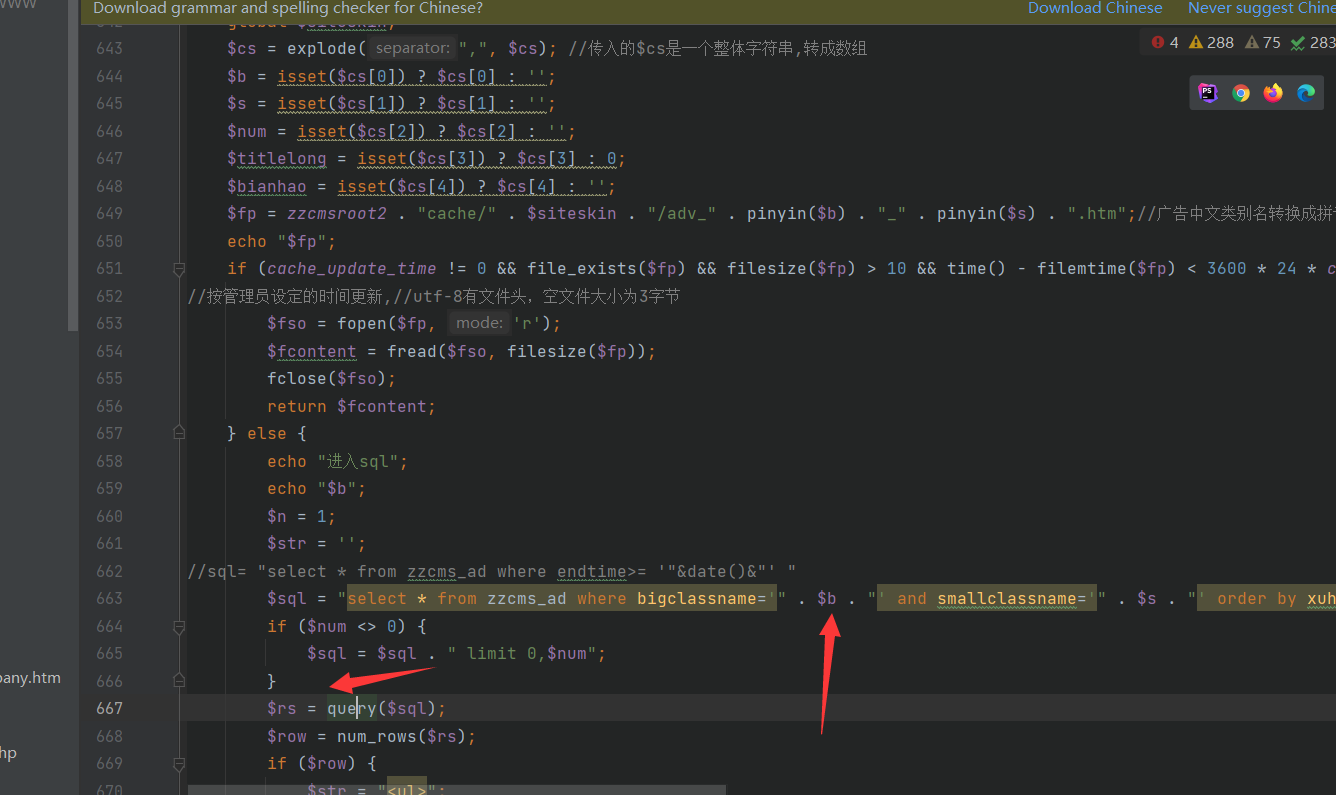 Download grammar and spelling checker for Chinese? Download Chinese Never suggest Chine
643 $cs = explode( separator: ",", $cs); //传入的$cs是一个整体字符串,转成数组
4 288 75 283
644 $b = isset($cs[0]) ? $cs[0] : '';
645 $s = isset($cs[1]) ? $cs[1] : '';
646 $num = isset($cs[2]) ? $cs[2] : '';
647 $titlelong = isset($cs[3]) ? $cs[3] : 0;
648 $bianhao = isset($cs[4]) ? $cs[4] : '';
649 $fp = zzcmsroot2 . "cache/" . $siteskin . "/adv_" . pinyin($b) . "_" . pinyin($s) . ".htm";//广告中文类别名转换成拼
650 echo "$fp";
651 if (cache_update_time != 0 && file_exists($fp) && filesize($fp) > 10 && time() - filemtime($fp) < 3600 * 24 * c
652 //按管理员设定的时间更新,//utf-8有文件头，空文件大小为3字节
653 $fso = fopen($fp, mode: 'r');
654 $fcontent = fread($fso, filesize($fp));
655 fclose($fso);
656 return $fcontent;
657 } else {
658 echo "进入sql";
659 echo "$b";
660 $n = 1;
661 $str = '';
662 //sql= "select * from zzcms_ad where endtime>= '"&date()&"' "
663 $sql = "select * from zzcms_ad where bigclassname='" . $b . "' and smallclassname='" . $s . "' order by xuh
664 if ($num <> 0) {
665 $sql = $sql . " limit 0,$num";
666 }
any.htm
667 $rs = query($sql);
668 $row = num_rows($rs);
hp
669 if ($row) {
670 $str = "<ul>";